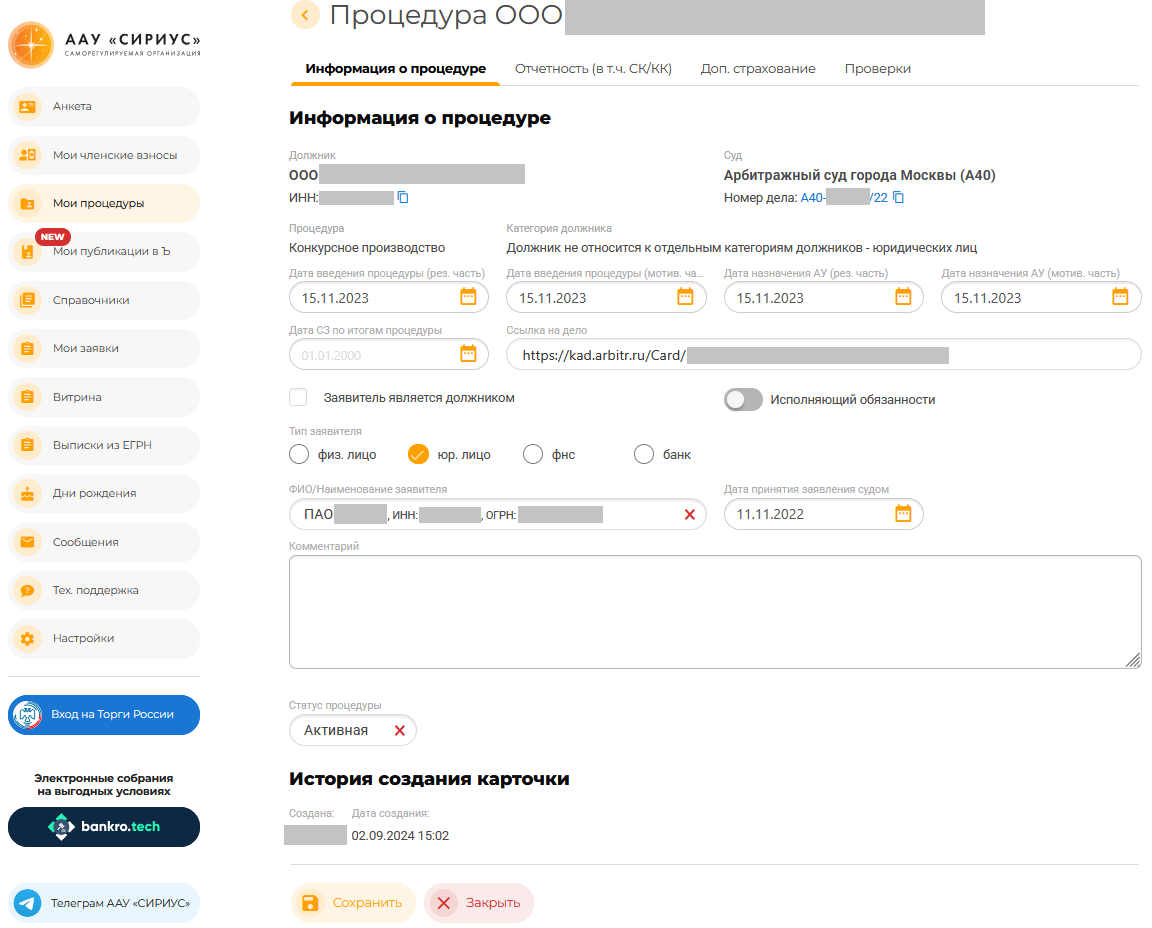 ААУ «СИРИУС»
САМОРЕГУЛИРУЕМАЯ ОРГАНИЗАЦИЯ
Анкета
Мои членские взносы
Мои процедуры
NEW
Мои публикации в Ъ
Справочники
Мои заявки
Витрина
Выписки из ЕГРН
Дни рождения
Сообщения
Тех. поддержка
Настройки
Вход на Торги России
Электронные собрания
на выгодных условиях
bankro.tech
Телеграм ААУ «СИРИУС»
Процедура ООО
Информация о процедуре Отчетность (в т.ч. СК/КК) Доп. страхование Проверки
Информация о процедуре
Должник Суд
ООО Арбитражный суд города Москвы (А40)
ИНН: Номер дела: А40- /22
Процедура Категория должника
Конкурсное производство Должник не относится к отдельным категориям должников - юридических лиц
Дата введения процедуры (рез. часть) Дата введения процедуры (мотив. ча... Дата назначения АУ (рез. часть) Дата назначения АУ (мотив. часть)
15.11.2023 15.11.2023 15.11.2023 15.11.2023
Дата СЗ по итогам процедуры Ссылка на дело
01.01.2000 https://kad.arbitr.ru/Card/
Заявитель является должником Исполняющий обязанности
Тип заявителя
физ. лицо юр. лицо фнс банк
ФИО/Наименование заявителя Дата принятия заявления судом
ПАО , ИНН: , ОГРН: 11.11.2022
Комментарий
Статус процедуры
Активная
История создания карточки
Создана: Дата создания:
02.09.2024 15:02
Сохранить Закрыть